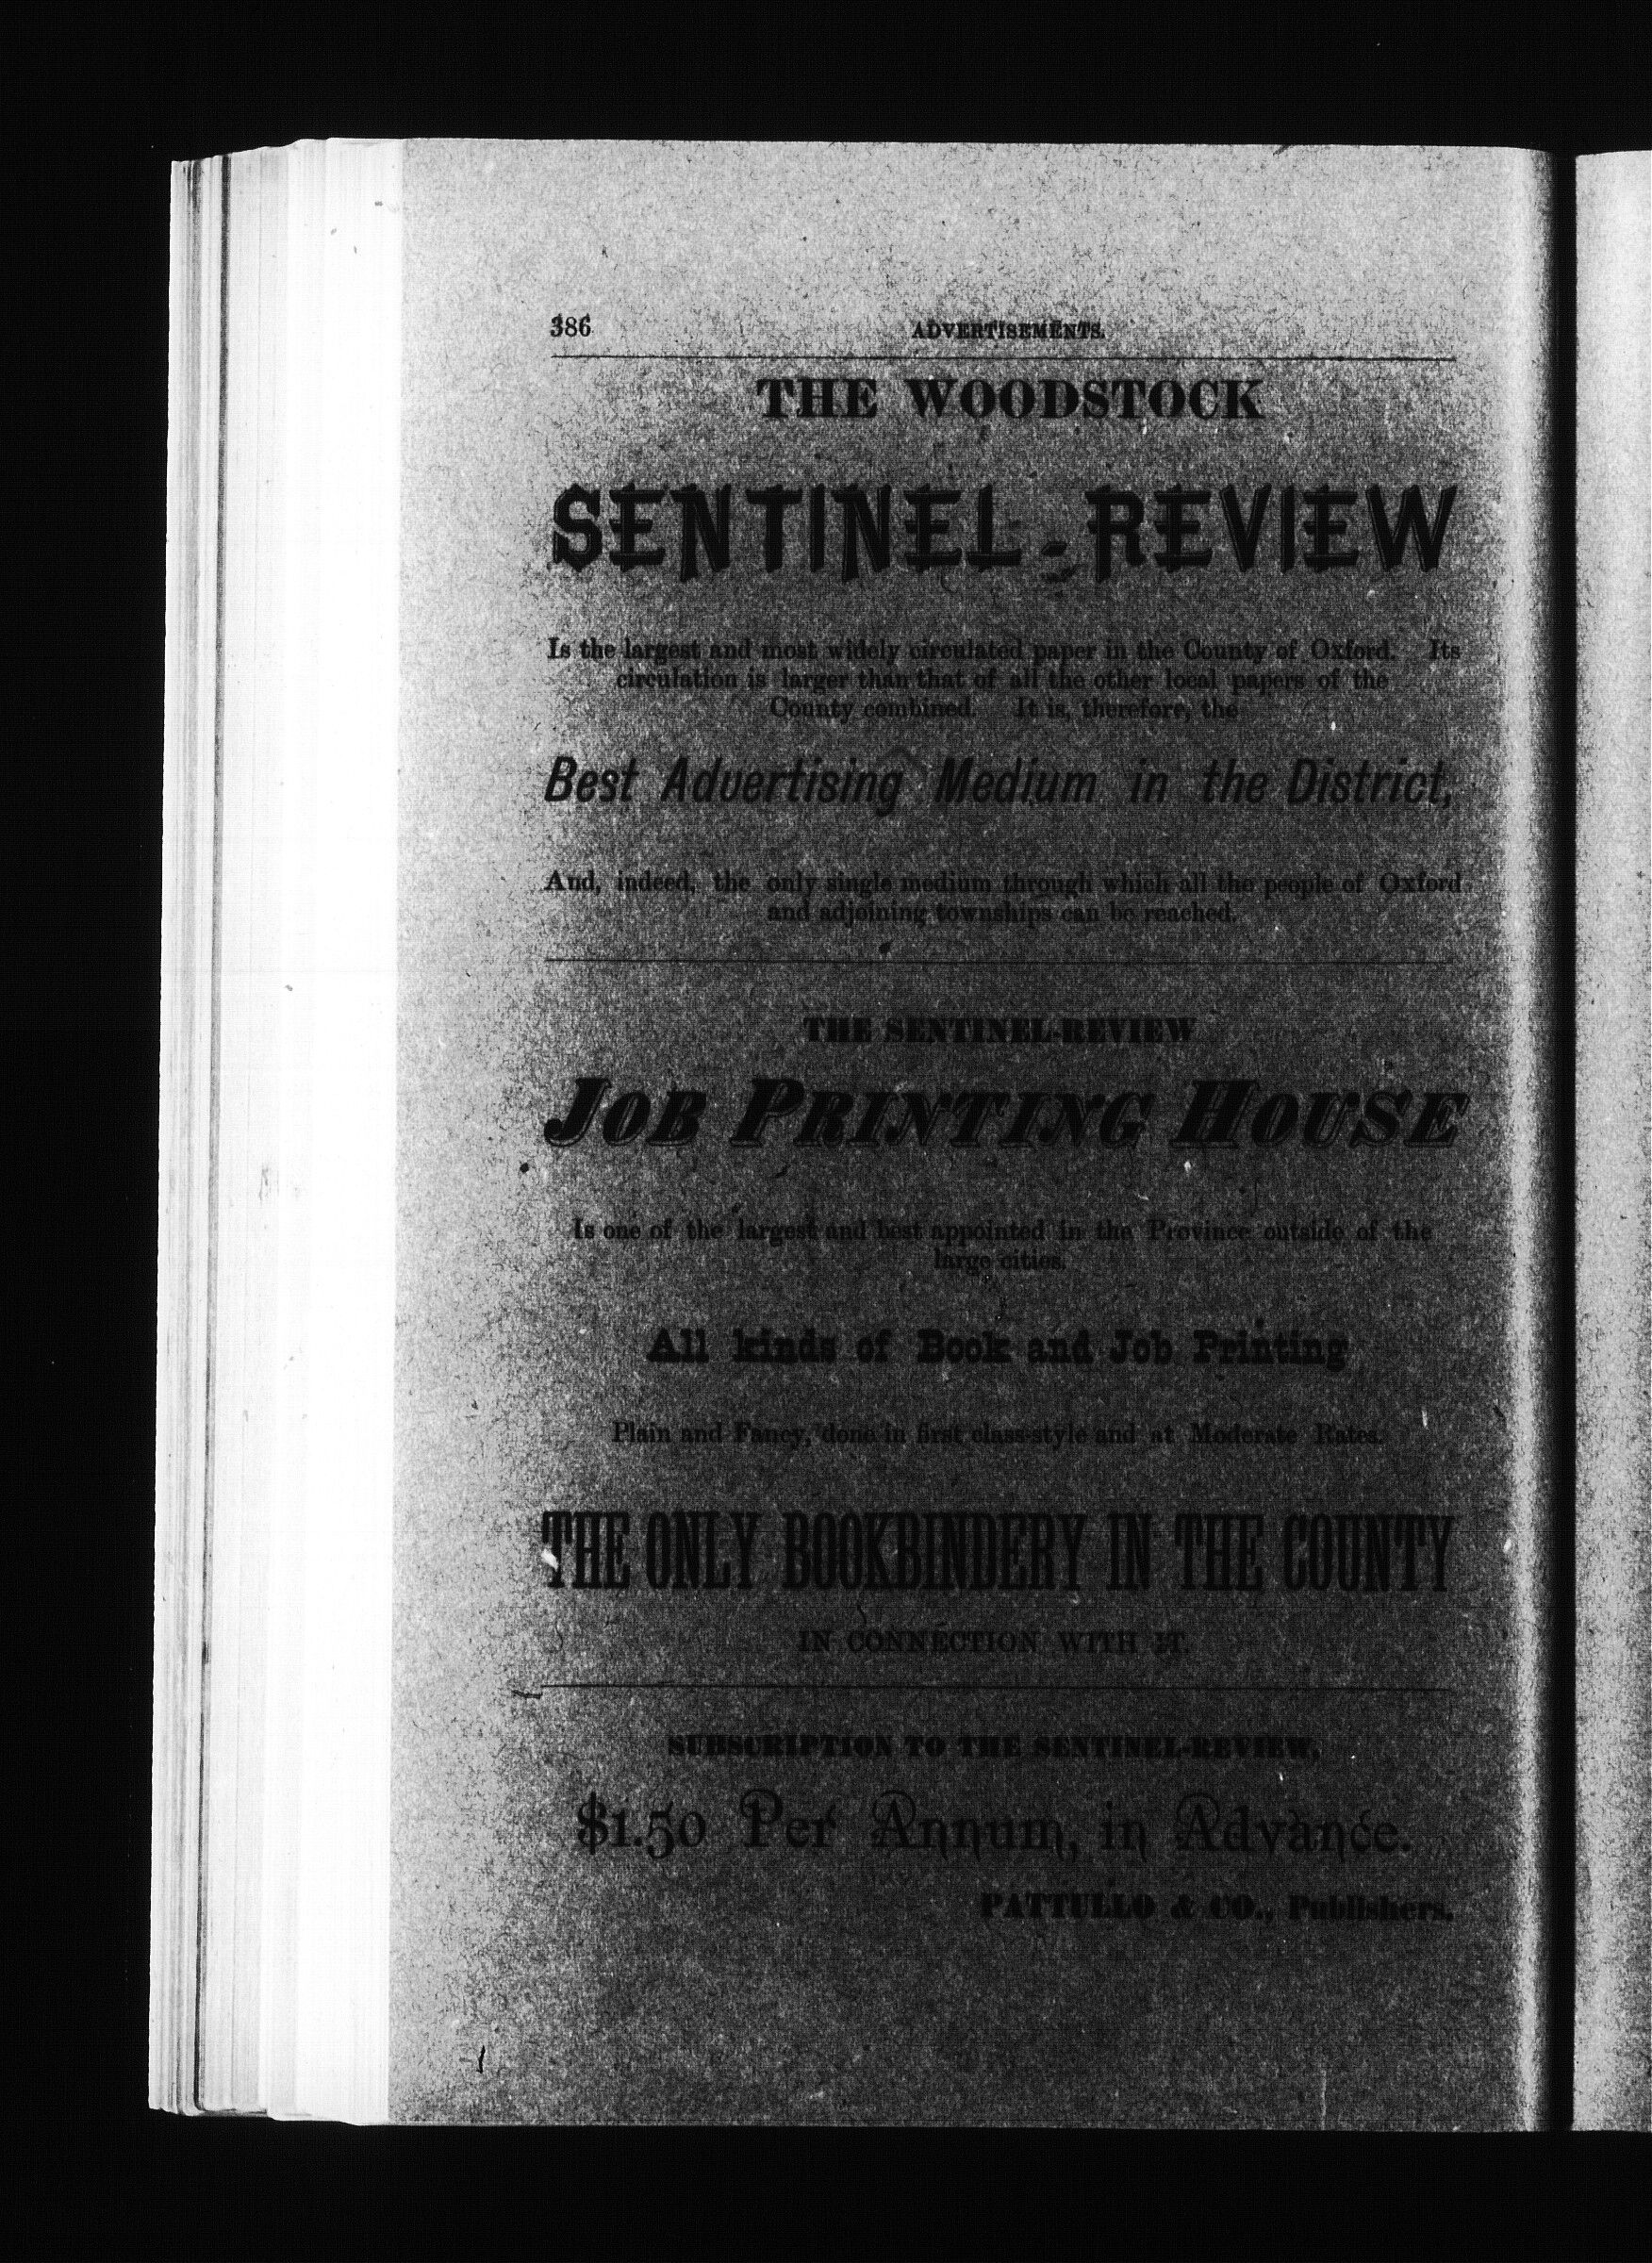 386
ADVERTISEMENTS.
THE WOODSTOCK
SENTINEL-REVIEW
Is the largest and most widely circulated paper in the County of Oxford. Its
circulation is larger than that of all the other local papers of the
County combined. It is, therefore, the
Best Advertising Medium in the District,
And, indeed, the only single medium through which all the people of Oxford
and adjoining townships can be reached.
THE SENTINEL-REVIEW
JOB PRINTING HOUSE
Is one of the largest and best appointed in the Province outside of the
large cities.
All kinds of Book and Job Printing
Plain and Fancy, done in first class-style and at Moderate Rates.
THE ONLY BOOKBINDERY IN THE COUNTY
IN CONNECTION WITH IT.
SUBSCRIPTION TO THE SENTINEL-REVIEW,
$1.50 Per Annum, in Advance.
PATTULLO & CO., Publishers.